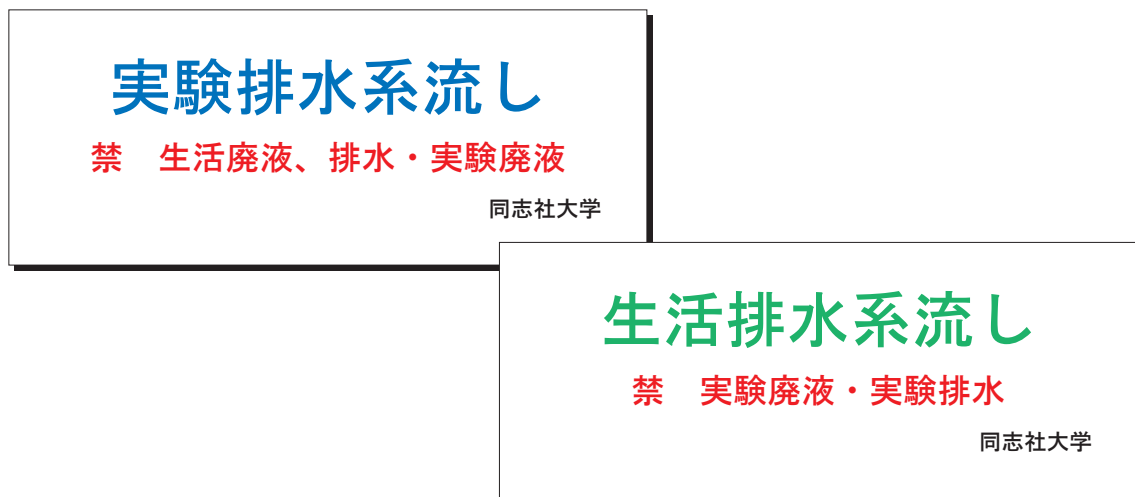 実験排水系流し
禁　生活廃液、排水・実験廃液
同志社大学
生活排水系流し
禁　実験廃液・実験排水
同志社大学